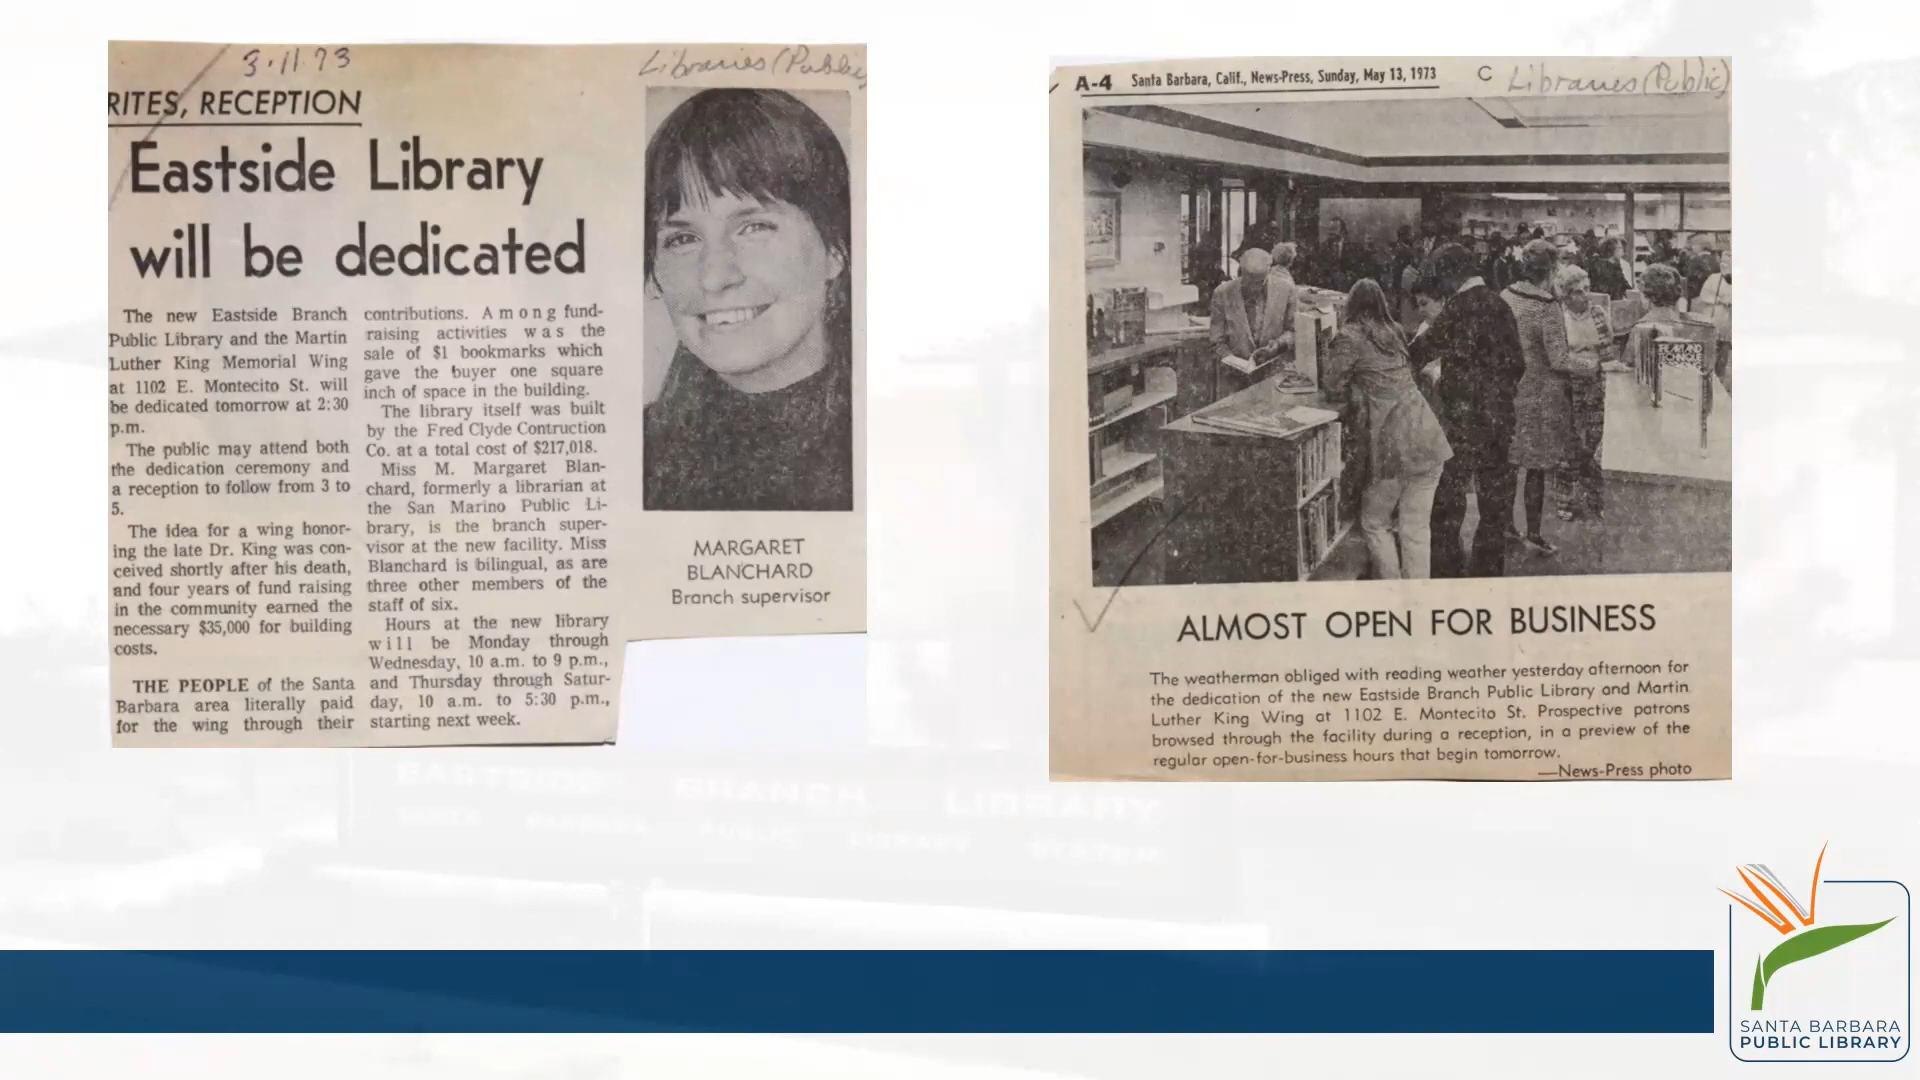 3·11·73
Libraries (Public
RITES, RECEPTION
Eastside Library
will be dedicated
The new Eastside Branch
Public Library and the Martin
Luther King Memorial Wing
at 1102 E. Montecito St. will
be dedicated tomorrow at 2:30
p.m.
The public may attend both
the dedication ceremony and
a reception to follow from 3 to
5.
The idea for a wing honor-
ing the late Dr. King was con-
ceived shortly after his death,
and four years of fund raising
in the community earned the
necessary $35,000 for building
costs.
THE PEOPLE of the Santa
Barbara area literally paid
for the wing through their
contributions. Among fund-
raising activities was the
sale of $1 bookmarks which
gave the buyer one square
inch of space in the building.
The library itself was built
by the Fred Clyde Contruction
Co. at a total cost of $217,018.
Miss M. Margaret Blan-
chard, formerly a librarian at
the San Marino Public Li-
brary, is the branch super-
visor at the new facility. Miss
Blanchard is bilingual, as are
three other members of the
staff of six.
Hours at the new library
will be Monday through
Wednesday, 10 a.m. to 9 p.m.,
and Thursday through Satur-
day, 10 a.m. to 5:30 p.m.,
starting next week.
MARGARET
BLANCHARD
Branch supervisor
A-4 Santa Barbara, Calif., News-Press, Sunday, May 13, 1973 C Libraries (Public)
ALMOST OPEN FOR BUSINESS
The weatherman obliged with reading weather yesterday afternoon for
the dedication of the new Eastside Branch Public Library and Martin
Luther King Wing at 1102 E. Montecito St. Prospective patrons
browsed through the facility during a reception, in a preview of the
regular open-for-business hours that begin tomorrow.
—News-Press photo
EASTSIDE BRANCH LIBRARY
SANTA BARBARA PUBLIC LIBRARY SYSTEM
SANTA BARBARA
PUBLIC LIBRARY